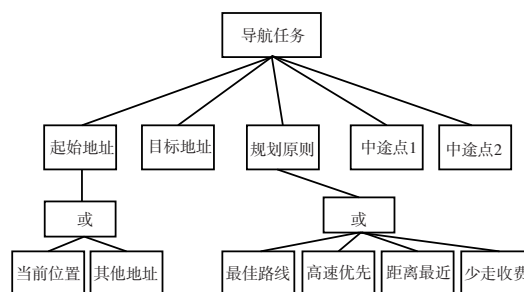 导航任务
起始地址
目标地址
规划原则
中途点1
中途点2
或
或
当前位置
其他地址
最佳路线
高速优先
距离最近
少走收费